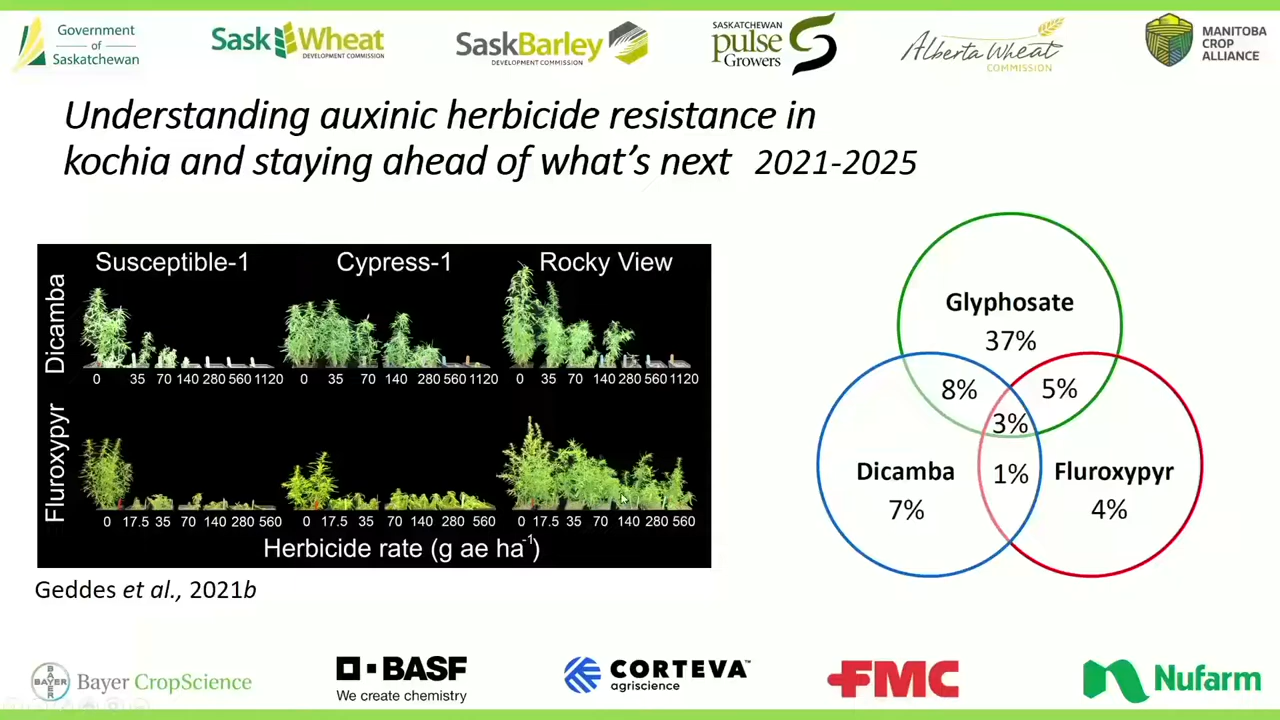 Government
of
Saskatchewan
SaskWheat
DEVELOPMENT COMMISSION
SaskBarley
DEVELOPMENT COMMISSION
SASKATCHEWAN
pulse
Growers
Alberta Wheat
COMMISSION
MANITOBA
CROP
ALLIANCE
Understanding auxinic herbicide resistance in
kochia and staying ahead of what's next 2021-2025
Susceptible-1 Cypress-1 Rocky View
Dicamba
0 35 70 140 280 560 1120 0 35 70 140 280 560 1120 0 35 70 140 280 560 1120
Fluroxypyr
0 17.5 35 70 140 280 560 0 17.5 35 70 140 280 560 0 17.5 35 70 140 280 560
Herbicide rate (g ae ha-1)
Geddes et al., 2021b
Glyphosate
37%
8% 5%
3%
Dicamba 1% Fluroxypyr
7% 4%
BAYER
BAYER
Bayer CropScience
BASF
We create chemistry
CORTEVA™
agriscience
FMC
Nufarm